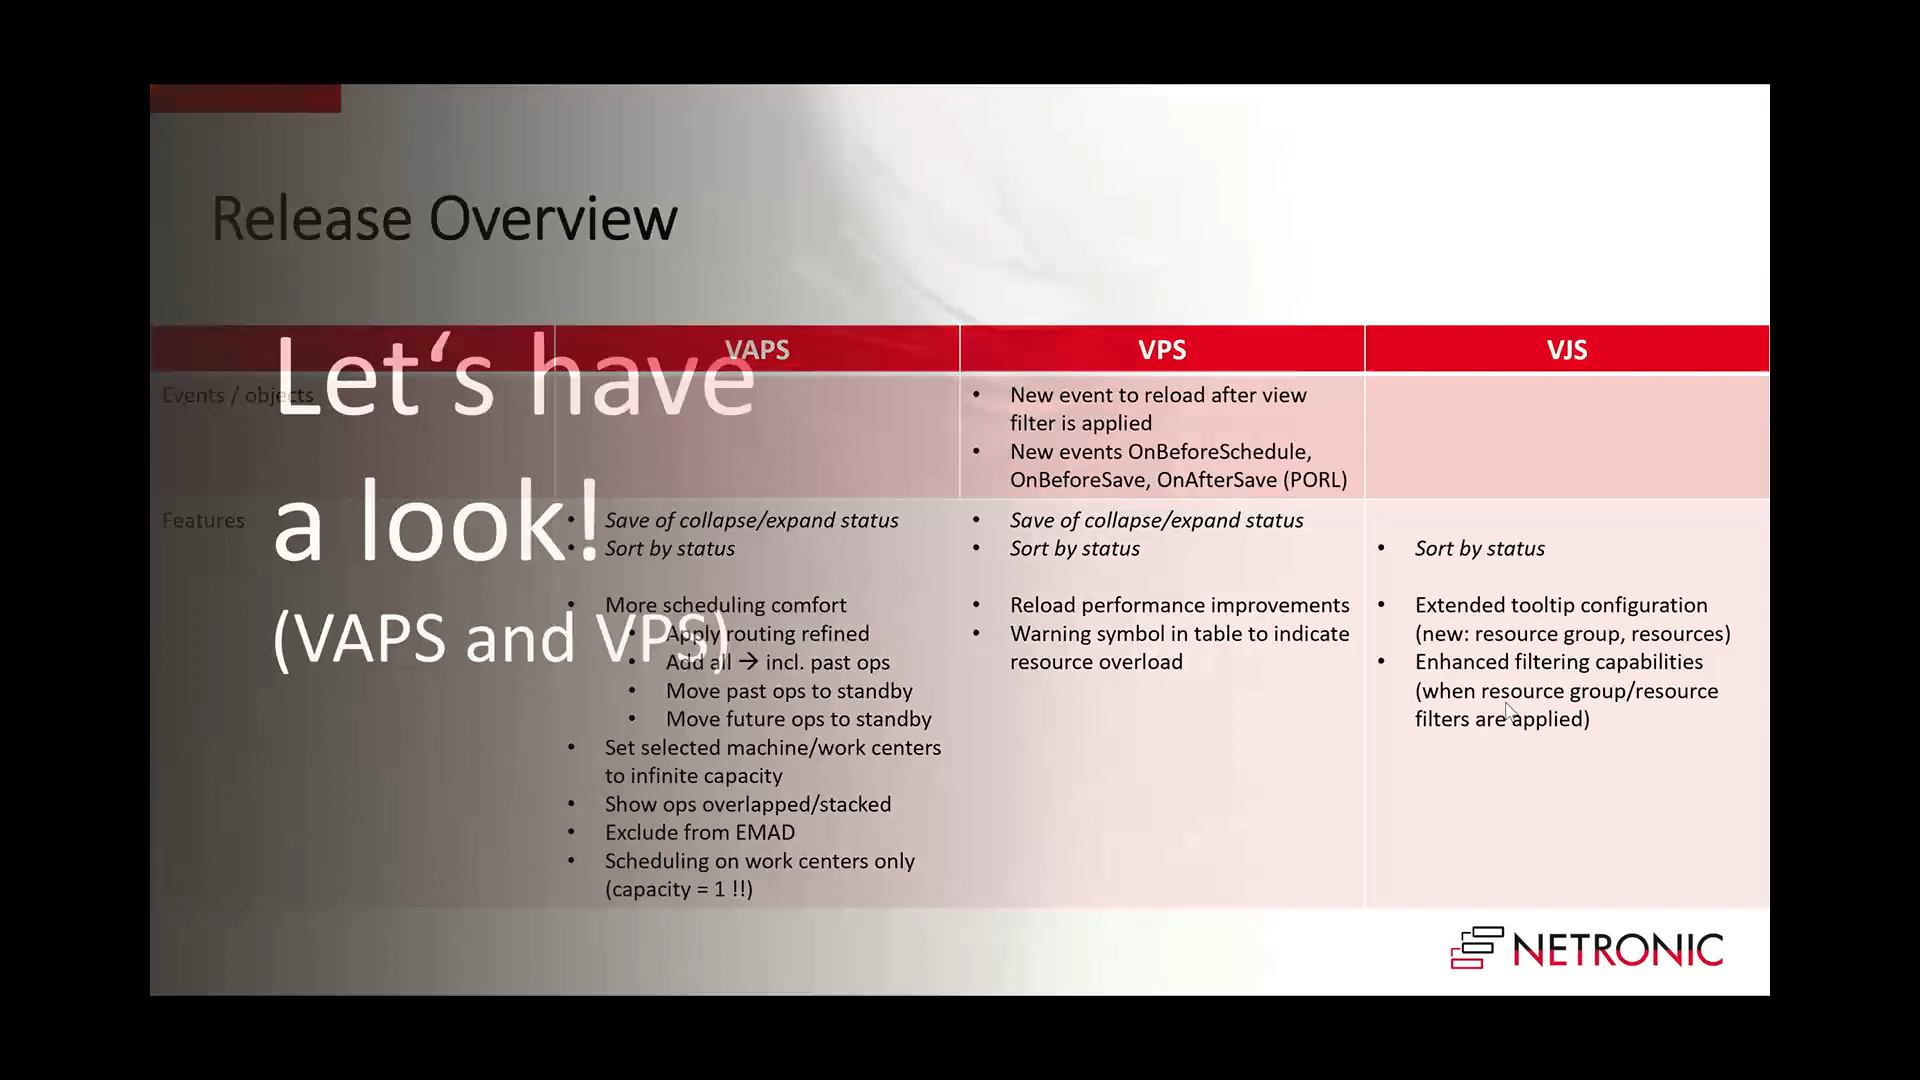 Release Overview
Let‘s have
a look!
(VAPS and VPS)
VAPS
VPS
VJS
Events / objects
• New event to reload after view
filter is applied
• New events OnBeforeSchedule,
OnBeforeSave, OnAfterSave (PORL)
Features
• Save of collapse/expand status
• Sort by status
• More scheduling comfort
• Apply routing refined
• Add all → incl. past ops
• Move past ops to standby
• Move future ops to standby
• Set selected machine/work centers
to infinite capacity
• Show ops overlapped/stacked
• Exclude from EMAD
• Scheduling on work centers only
(capacity = 1 !!)
• Save of collapse/expand status
• Sort by status
• Reload performance improvements
• Warning symbol in table to indicate
resource overload
• Sort by status
• Extended tooltip configuration
(new: resource group, resources)
• Enhanced filtering capabilities
(when resource group/resource
filters are applied)
NETRONIC